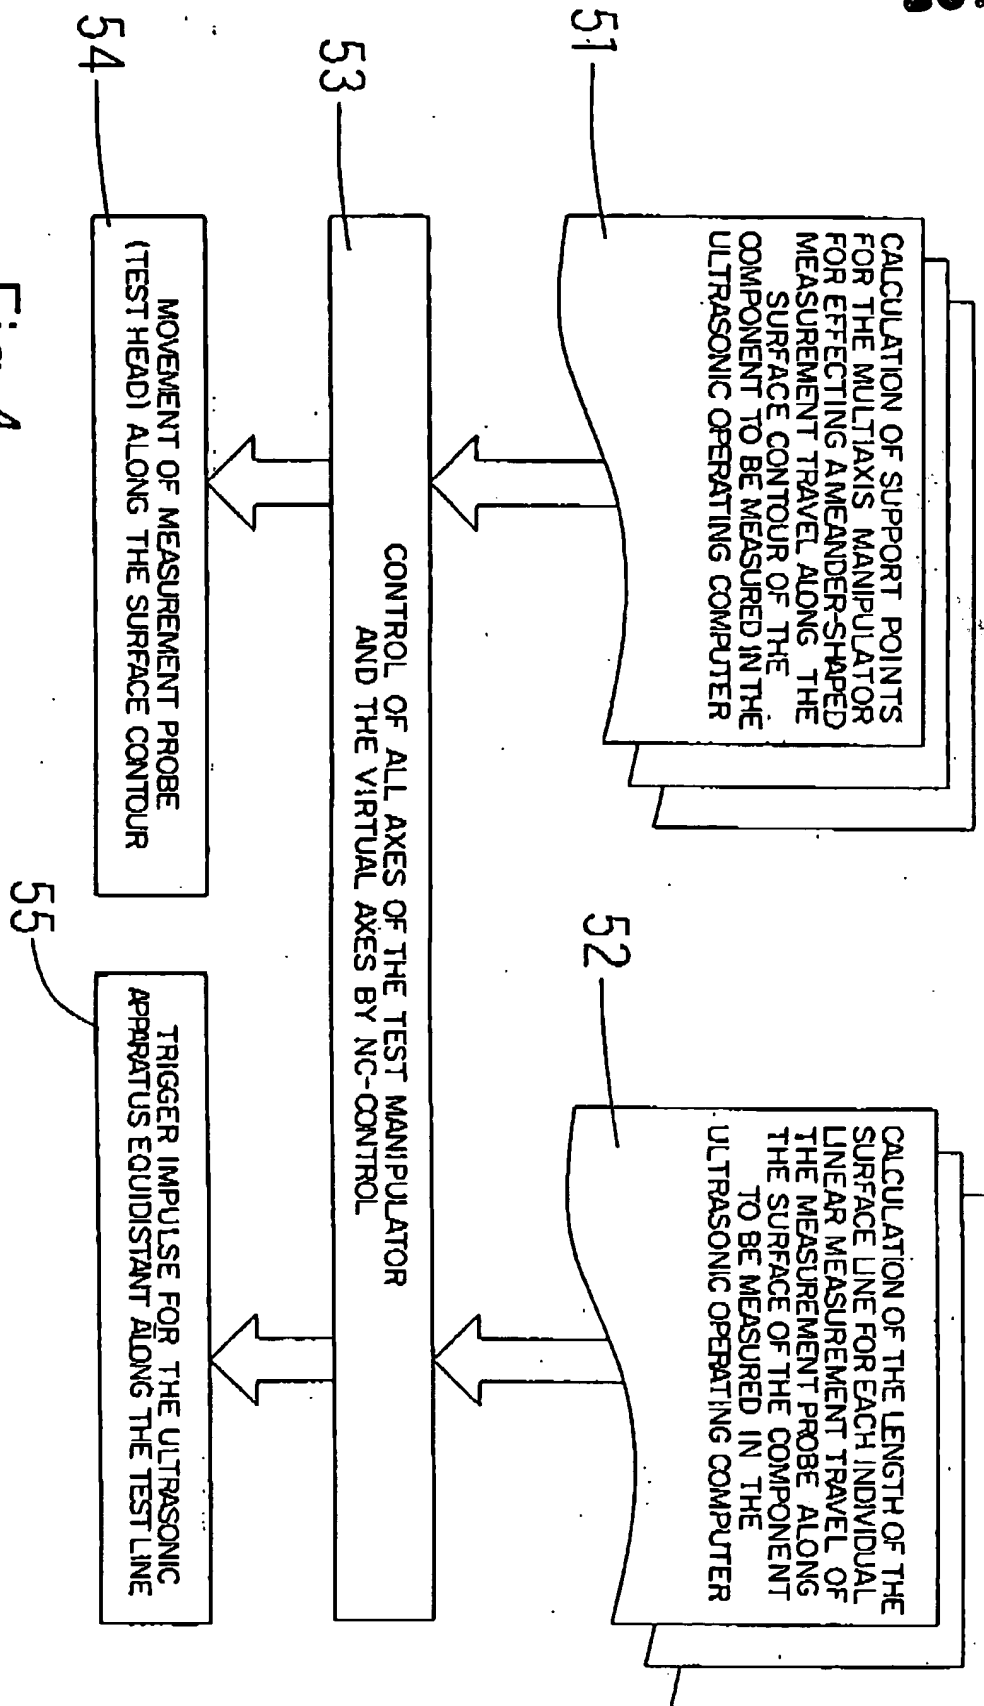 51
CALCULATION OF SUPPORT POINTS
FOR THE MULTIAXIS MANIPULATOR
FOR EFFECTING A MEANDER-SHAPED
MEASUREMENT TRAVEL ALONG THE
SURFACE CONTOUR OF THE
COMPONENT TO BE MEASURED IN THE
ULTRASONIC OPERATING COMPUTER
52
CALCULATION OF THE LENGTH OF THE
SURFACE LINE FOR EACH INDIVIDUAL
LINEAR MEASUREMENT TRAVEL OF
THE MEASUREMENT PROBE ALONG
THE SURFACE OF THE COMPONENT
TO BE MEASURED IN THE
ULTRASONIC OPERATING COMPUTER
53
CONTROL OF ALL AXES OF THE TEST MANIPULATOR
AND THE VIRTUAL AXES BY NC-CONTROL
54
MOVEMENT OF MEASUREMENT PROBE
(TEST HEAD) ALONG THE SURFACE CONTOUR
55
TRIGGER IMPULSE FOR THE ULTRASONIC
APPARATUS EQUIDISTANT ALONG THE TEST LINE
Fig. 4